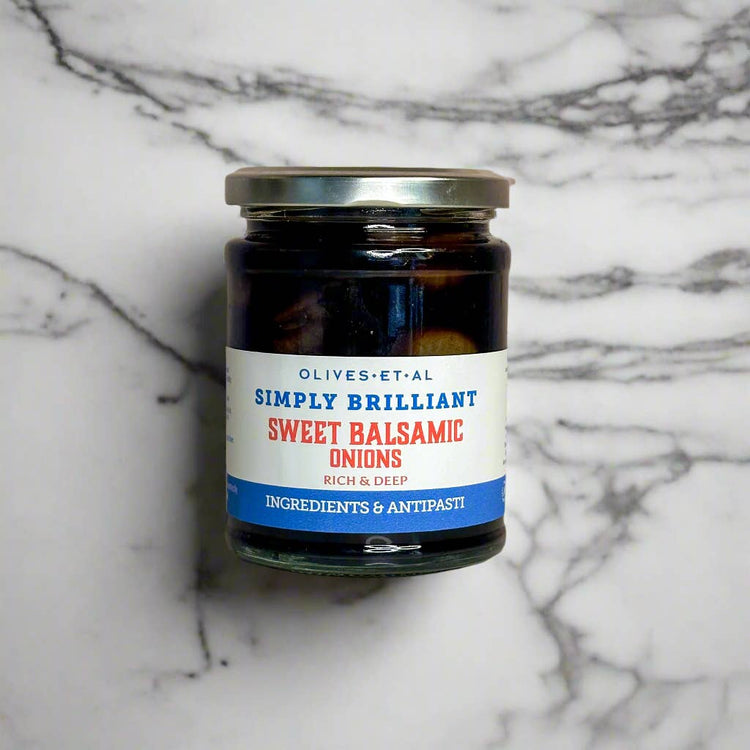 OLIVES•ET•AL
SIMPLY BRILLIANT
SWEET BALSAMIC
ONIONS
RICH & DEEP
INGREDIENTS & ANTIPASTI